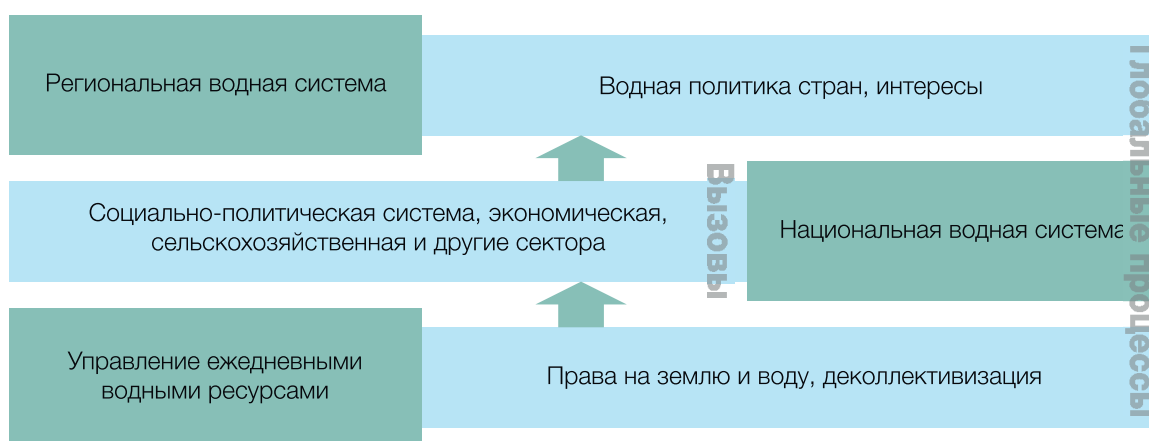 Региональная водная система
Водная политика стран, интересы
Социально-политическая система, экономическая,
сельскохозяйственная и другие сектора
Вызовы
Национальная водная система
Управление ежедневными
водными ресурсами
Права на землю и воду, деколлективизация
Глобальные процессы